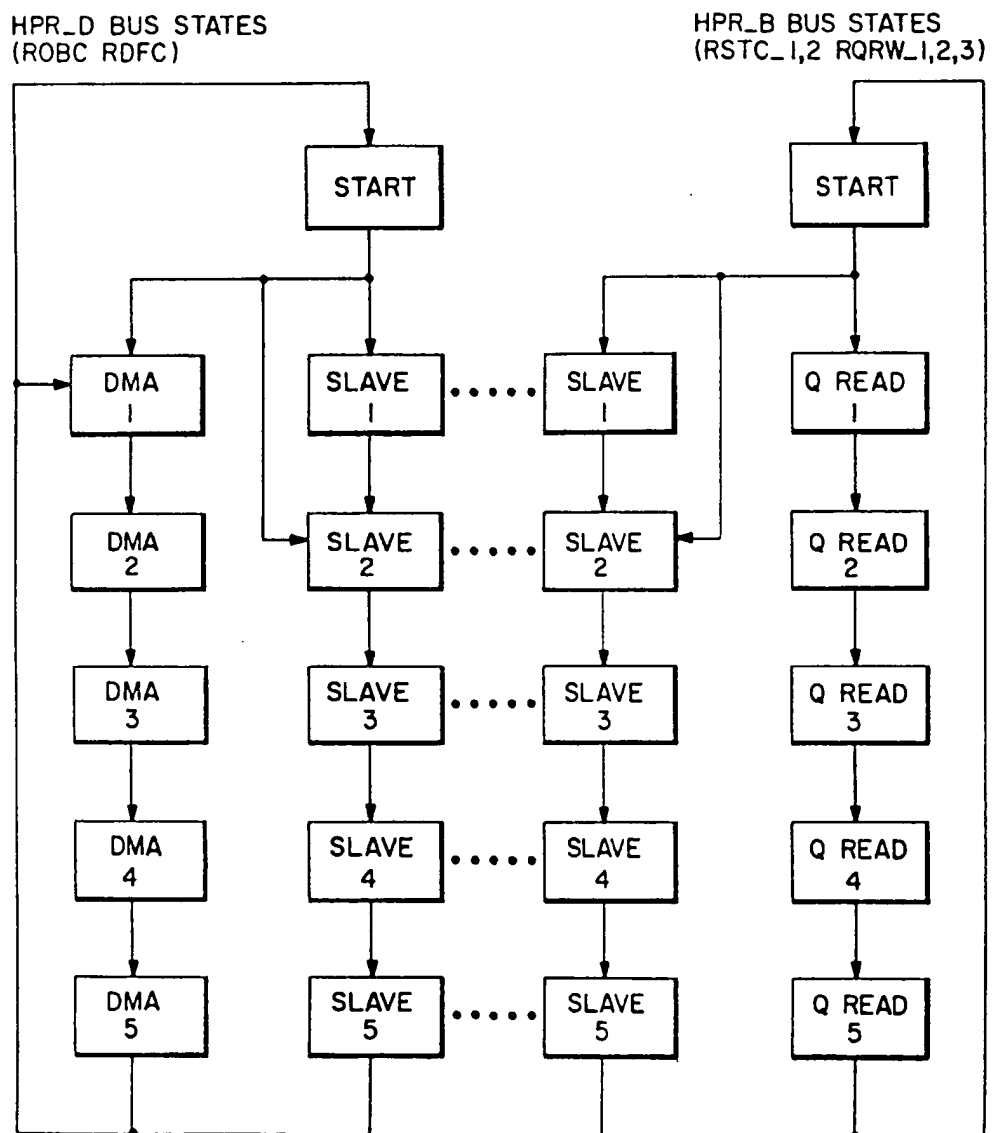 HPR_D BUS STATES
(ROBC RDFC)
HPR_B BUS STATES
(RSTC_1,2 RQRW_1,2,3)
START
START
DMA
1
SLAVE
1
SLAVE
1
Q READ
1
DMA
2
SLAVE
2
SLAVE
2
Q READ
2
DMA
3
SLAVE
3
SLAVE
3
Q READ
3
DMA
4
SLAVE
4
SLAVE
4
Q READ
4
DMA
5
SLAVE
5
SLAVE
5
Q READ
5